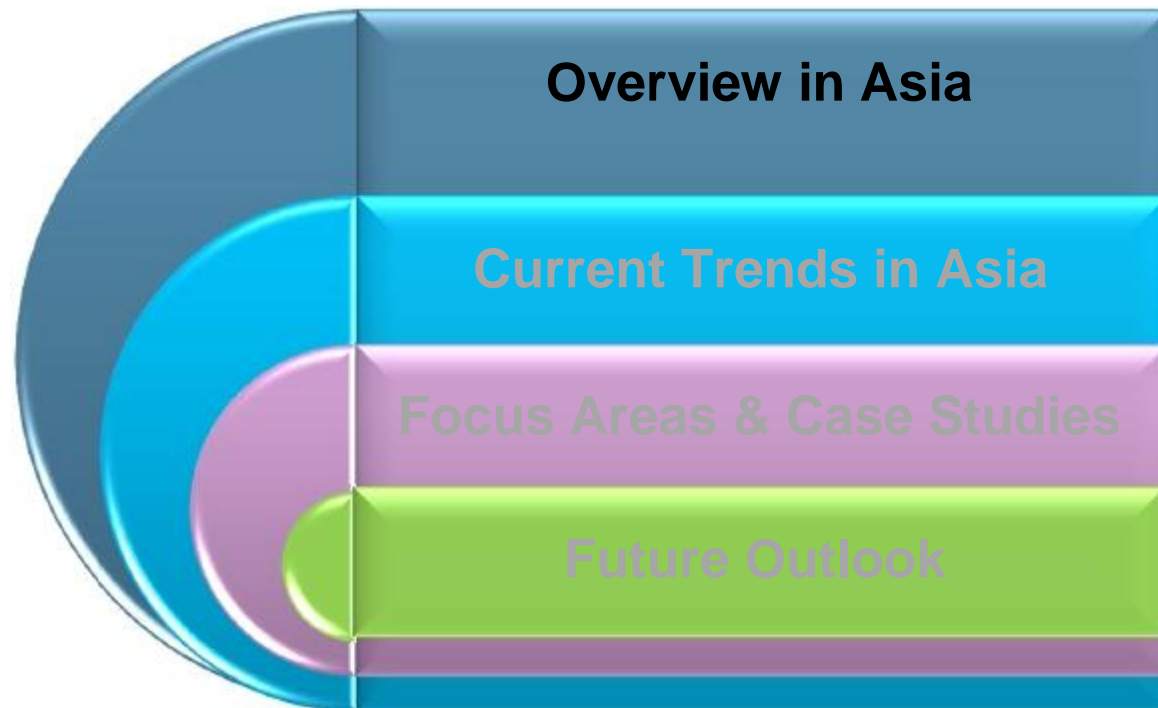 Overview in Asia
Current Trends in Asia
Focus Areas & Case Studies
Future Outlook